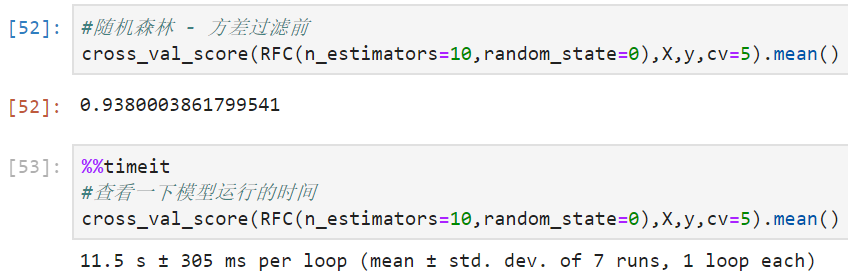 [52]: #随机森林 - 方差过滤前
cross_val_score(RFC(n_estimators=10,random_state=0),X,y,cv=5).mean()
[52]: 0.9380003861799541
[53]: %%timeit
#查看一下模型运行的时间
cross_val_score(RFC(n_estimators=10,random_state=0),X,y,cv=5).mean()
11.5 s ± 305 ms per loop (mean ± std. dev. of 7 runs, 1 loop each)